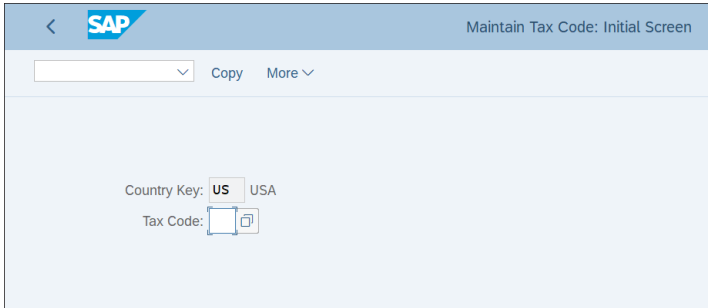 SAP Maintain Tax Code: Initial Screen
Copy More
Country Key: US USA
Tax Code: